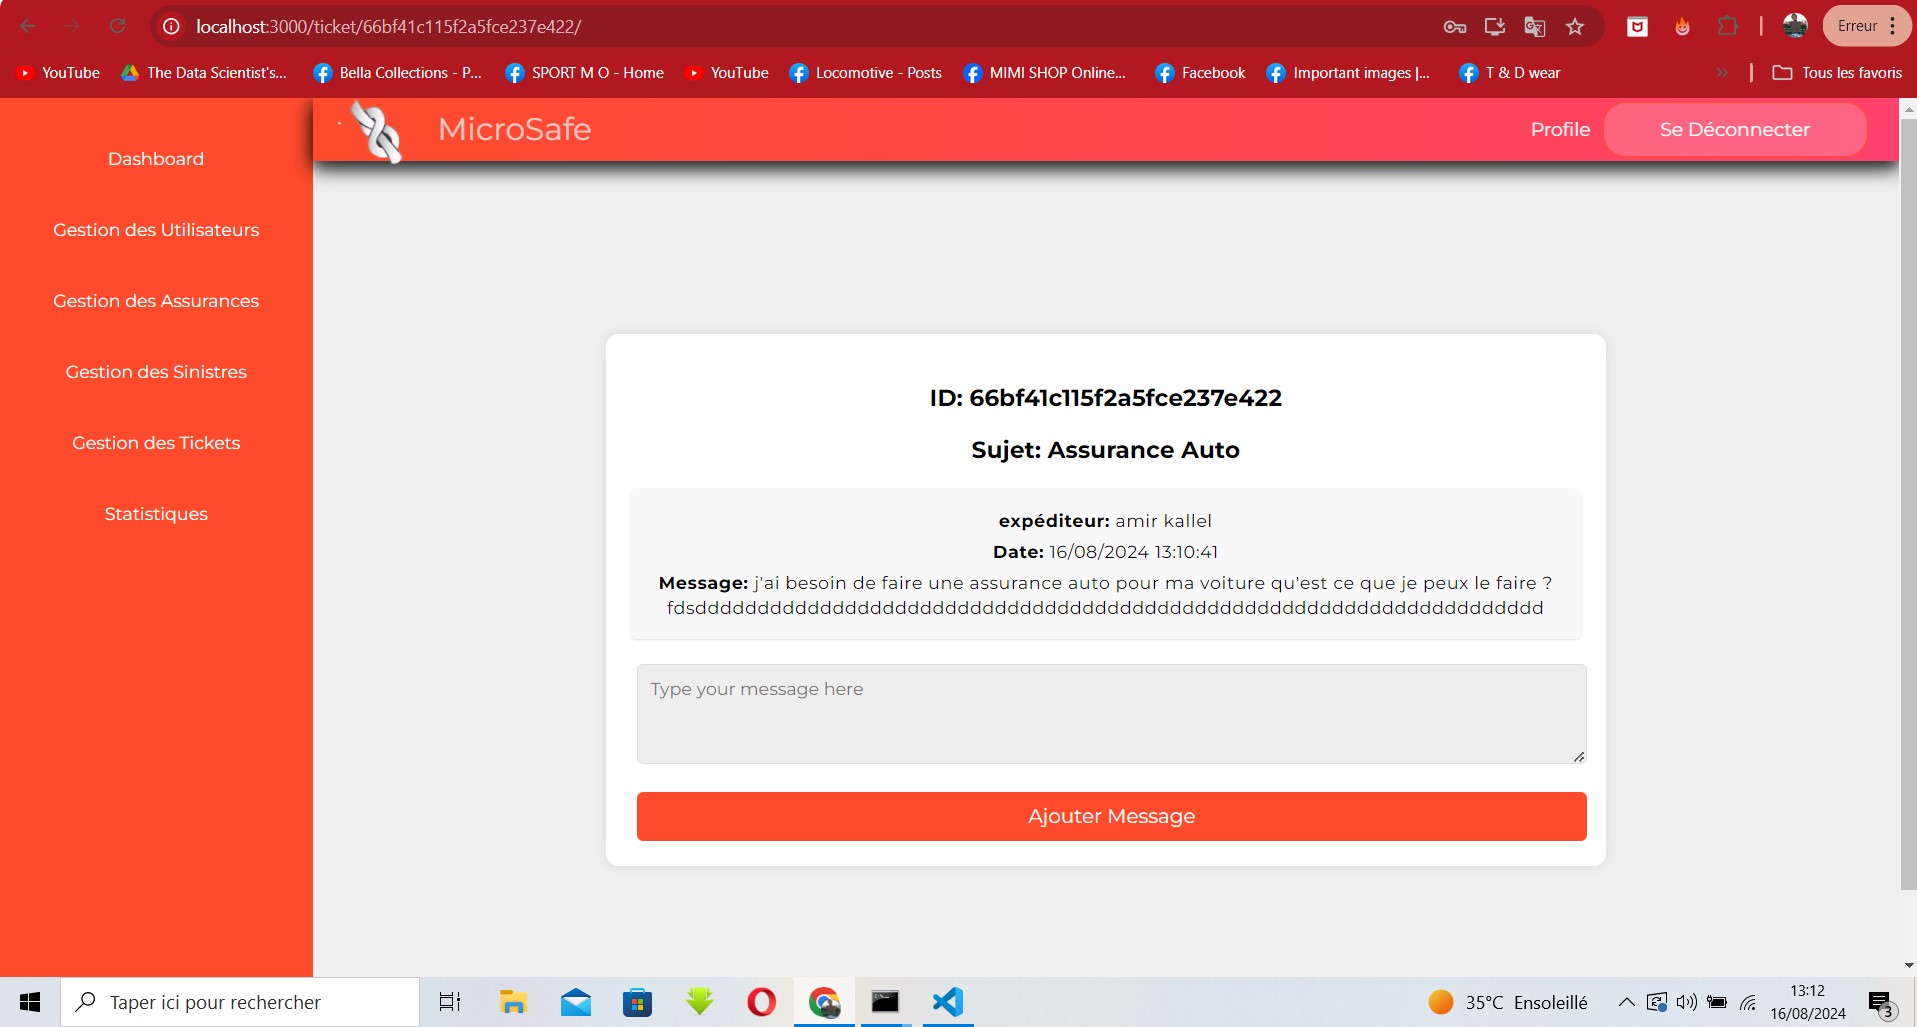 localhost:3000/ticket/66bf41c115f2a5fce237e422/
Erreur
YouTube
The Data Scientist's...
Bella Collections - P...
SPORT M O - Home
YouTube
Locomotive - Posts
MIMI SHOP Online...
Facebook
Important images |...
T & D wear
»
Tous les favoris
MicroSafe
Profile
Se Déconnecter
Dashboard
Gestion des Utilisateurs
Gestion des Assurances
Gestion des Sinistres
Gestion des Tickets
Statistiques
ID: 66bf41c115f2a5fce237e422
Sujet: Assurance Auto
expéditeur: amir kallel
Date: 16/08/2024 13:10:41
Message: j'ai besoin de faire une assurance auto pour ma voiture qu'est ce que je peux le faire ?
fdsddddddddddddddddddddddddddddddddddddddddddddddddddddddddddddddddddd
Type your message here
Ajouter Message
Taper ici pour rechercher
35°C Ensoleillé
13:12
16/08/2024
3